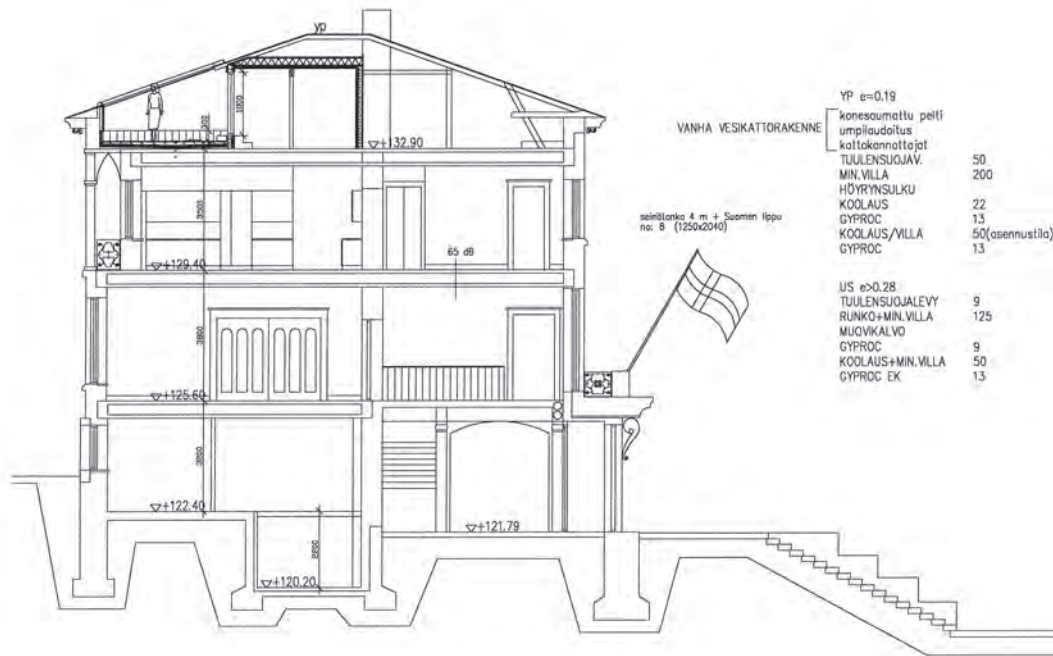 yp
1800
500
+132.90
3500
65 dB
+129.40
3800
+125.60
3200
+122.40
2200
+121.79
+120.20
seinälanka 4 m + Suomen lippu
no: 8 (1250x2040)
YP e=0.19
VANHA VESIKATTORAKENNE
konesaumattu pelti
umpilaudoitus
kattokannattajat
TUULENSUOJAV. 50
MIN.VILLA 200
HÖYRYNSULKU
KOOLAUS 22
GYPROC 13
KOOLAUS/VILLA 50(asennustila)
GYPROC 13
US e>0.28
TUULENSUOJALEVY 9
RUNKO+MIN.VILLA 125
MUOVIKALVO
GYPROC 9
KOOLAUS+MIN.VILLA 50
GYPROC EK 13